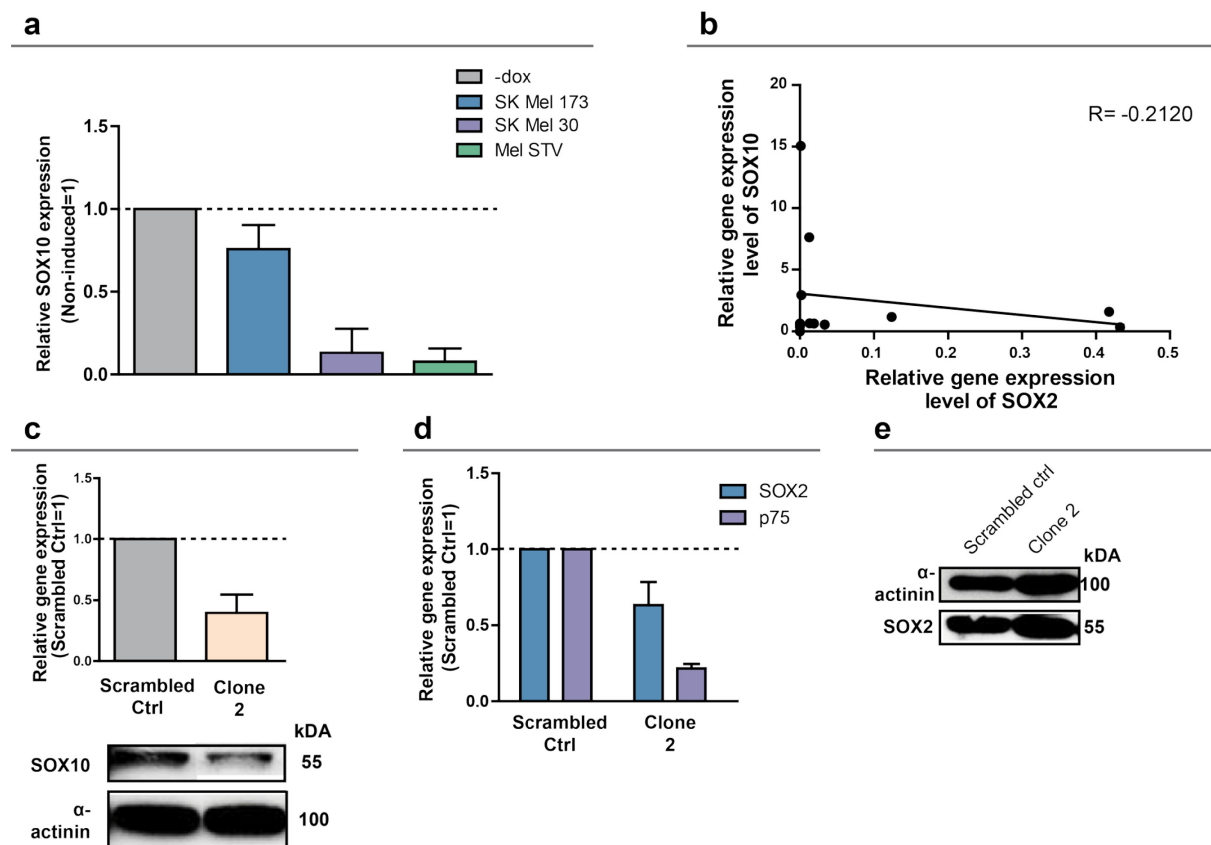 a
-dox
SK Mel 173
SK Mel 30
Mel STV
Relative SOX10 expression
(Non-induced=1)
1.5
1.0
0.5
0.0
b
R= -0.2120
Relative gene expression
level of SOX10
20
15
10
5
0
0.0 0.1 0.2 0.3 0.4 0.5
Relative gene expression
level of SOX2
c
Relative gene expression
(Scrambled Ctrl=1)
1.5
1.0
0.5
0.0
Scrambled
Ctrl
Clone
2
kDA
SOX10 55
α-
actinin 100
d
SOX2
p75
Relative gene expression
(Scrambled Ctrl=1)
1.5
1.0
0.5
0.0
Scrambled
Ctrl
Clone
2
e
Scrambled ctrl
Clone 2
kDA
α-
actinin 100
SOX2 55